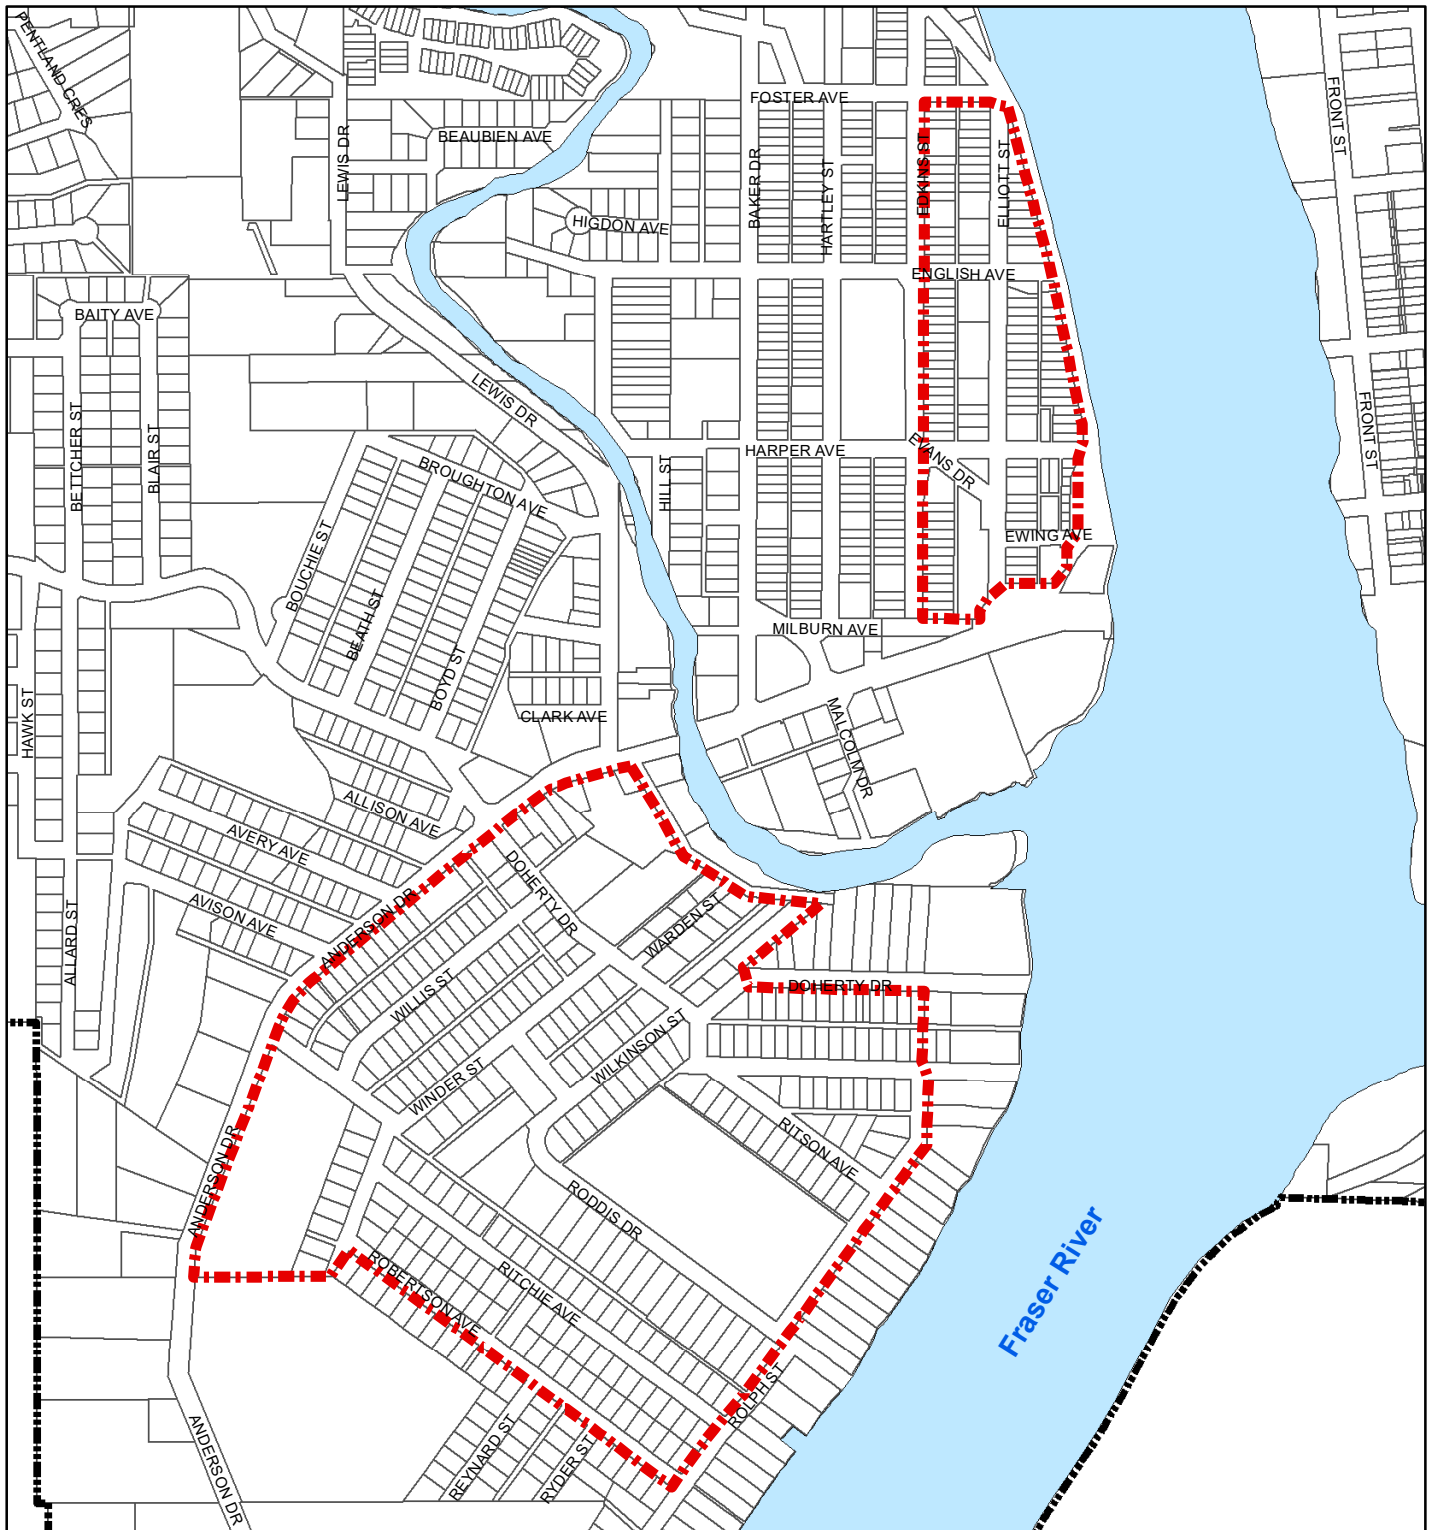 PENTLAND CRES
FOSTER AVE
FRONT ST
BEAUBIEN AVE
LEWIS DR
BAKER DR
HARTLEY ST
EDKINS ST
ELLIOTT ST
HIGDON AVE
ENGLISH AVE
BAITY AVE
LEWIS DR
FRONT ST
BETTCHER ST
BLAIR ST
BROUGHTON AVE
HILL ST
HARPER AVE
EVANS DR
EWING AVE
BOUCHIE ST
BEATH ST
BOYD ST
MILBURN AVE
HAWK ST
CLARK AVE
MALCOLM DR
ALLISON AVE
AVERY AVE
DOHERTY DR
AVISON AVE
ANDERSON DR
WARDEN ST
ALLARD ST
WILLIS ST
DOHERTY DR
WILKINSON ST
WINDER ST
RITSON AVE
ANDERSON DR
RODDIS DR
Fraser River
ROBERTSON AVE
RITCHIE AVE
ROLPH ST
ANDERSON DR
REYNARD ST
RYDER ST